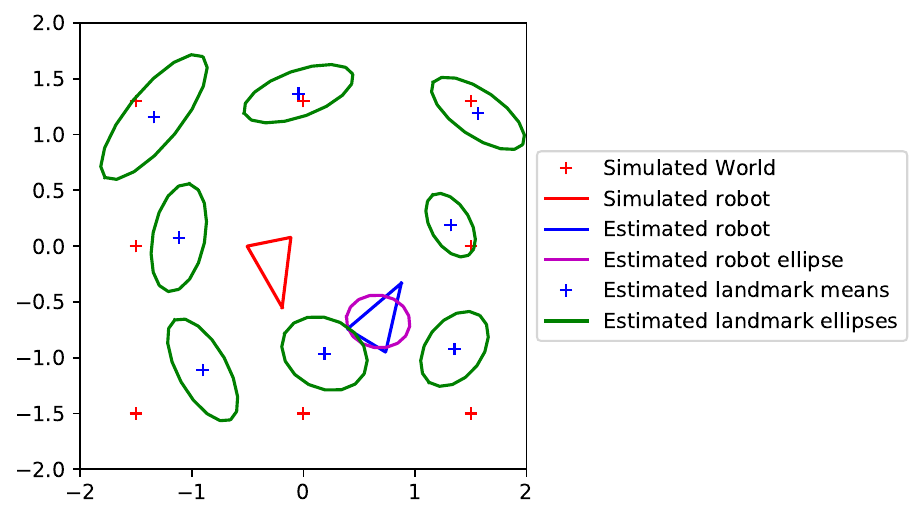 2.0
1.5
1.0
0.5
0.0
−0.5
−1.0
−1.5
−2.0
−2
−1
0
1
2
Simulated World
Simulated robot
Estimated robot
Estimated robot ellipse
Estimated landmark means
Estimated landmark ellipses